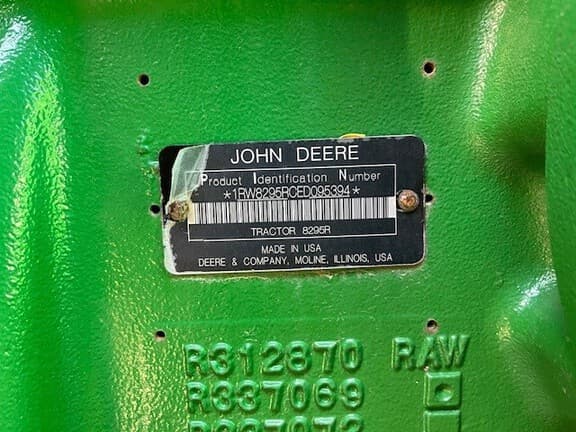 JOHN DEERE
Product Identification Number
*1RW8295RCED095394*
TRACTOR 8295R
MADE IN USA
DEERE & COMPANY, MOLINE, ILLINOIS, USA
R312870 RAW
R337069